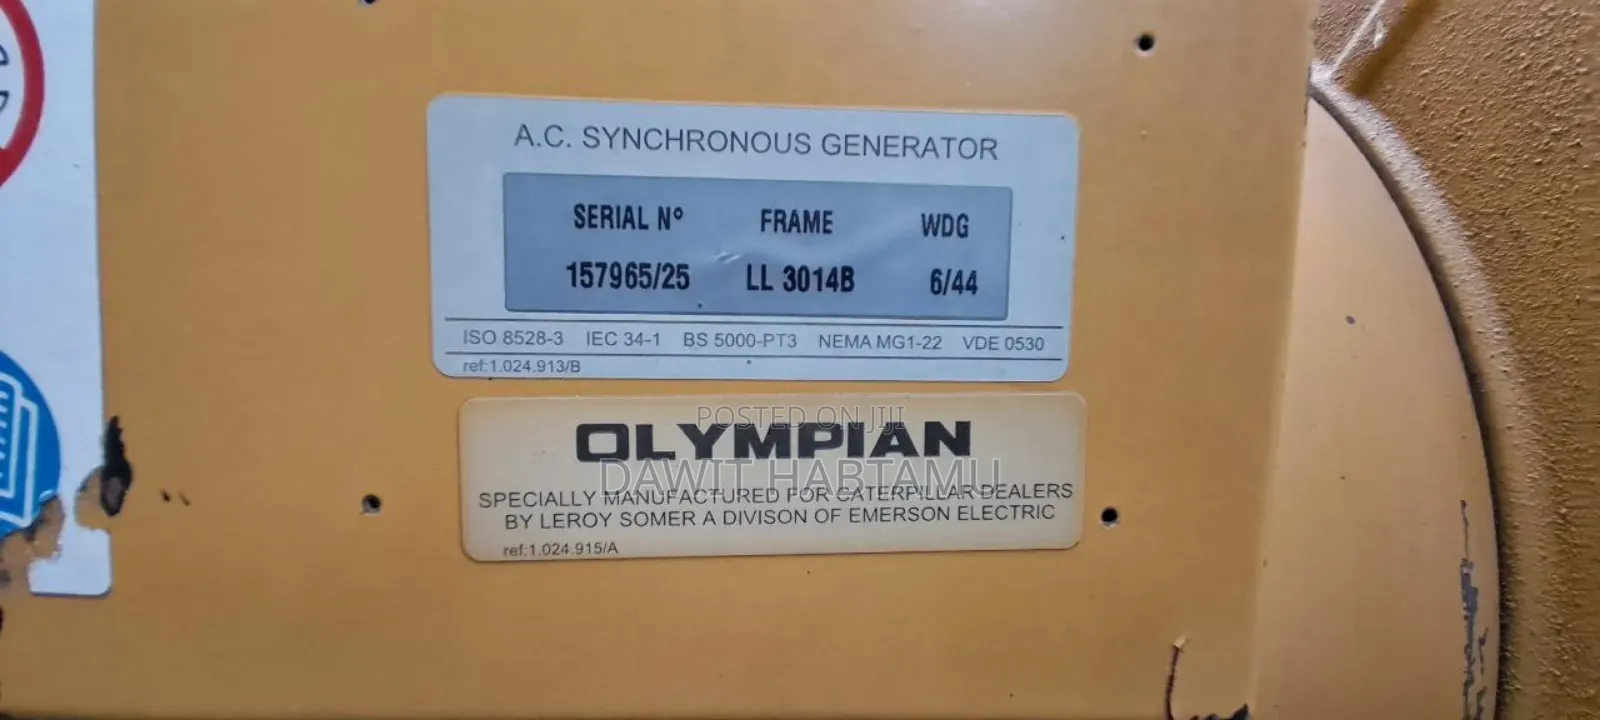 A.C. SYNCHRONOUS GENERATOR
SERIAL Nº FRAME WDG
157965/25 LL 3014B 6/44
ISO 8528-3 IEC 34-1 BS 5000-PT3 NEMA MG1-22 VDE 0530
ref:1.024.913/B
POSTED ON JIJI
OLYMPIAN
DAWIT HABTAMU
SPECIALLY MANUFACTURED FOR CATERPILLAR DEALERS
BY LEROY SOMER A DIVISON OF EMERSON ELECTRIC
ref:1.024.915/A